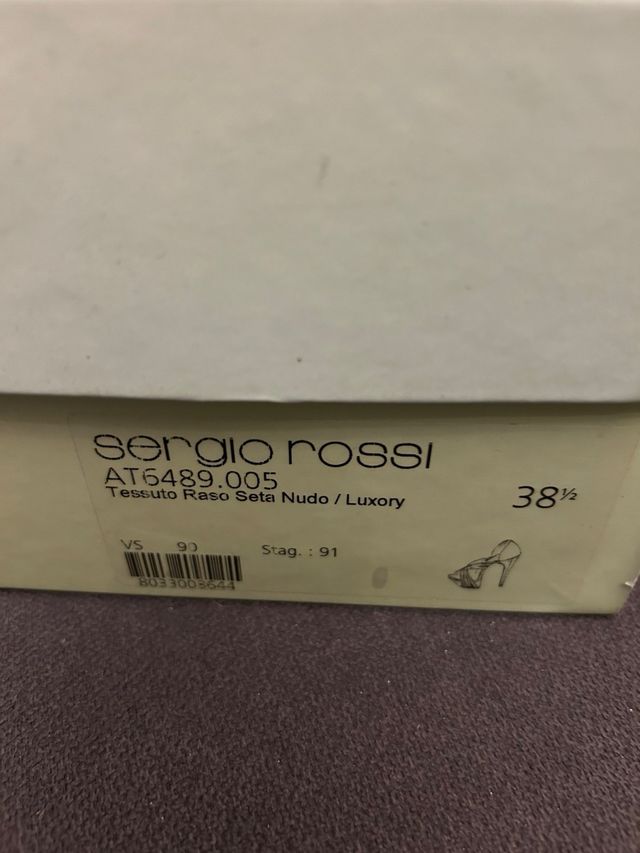 sergio rossi
AT6489.005
Tessuto Raso Seta Nudo / Luxory
38½
VS 90 Stag. : 91
8033003644